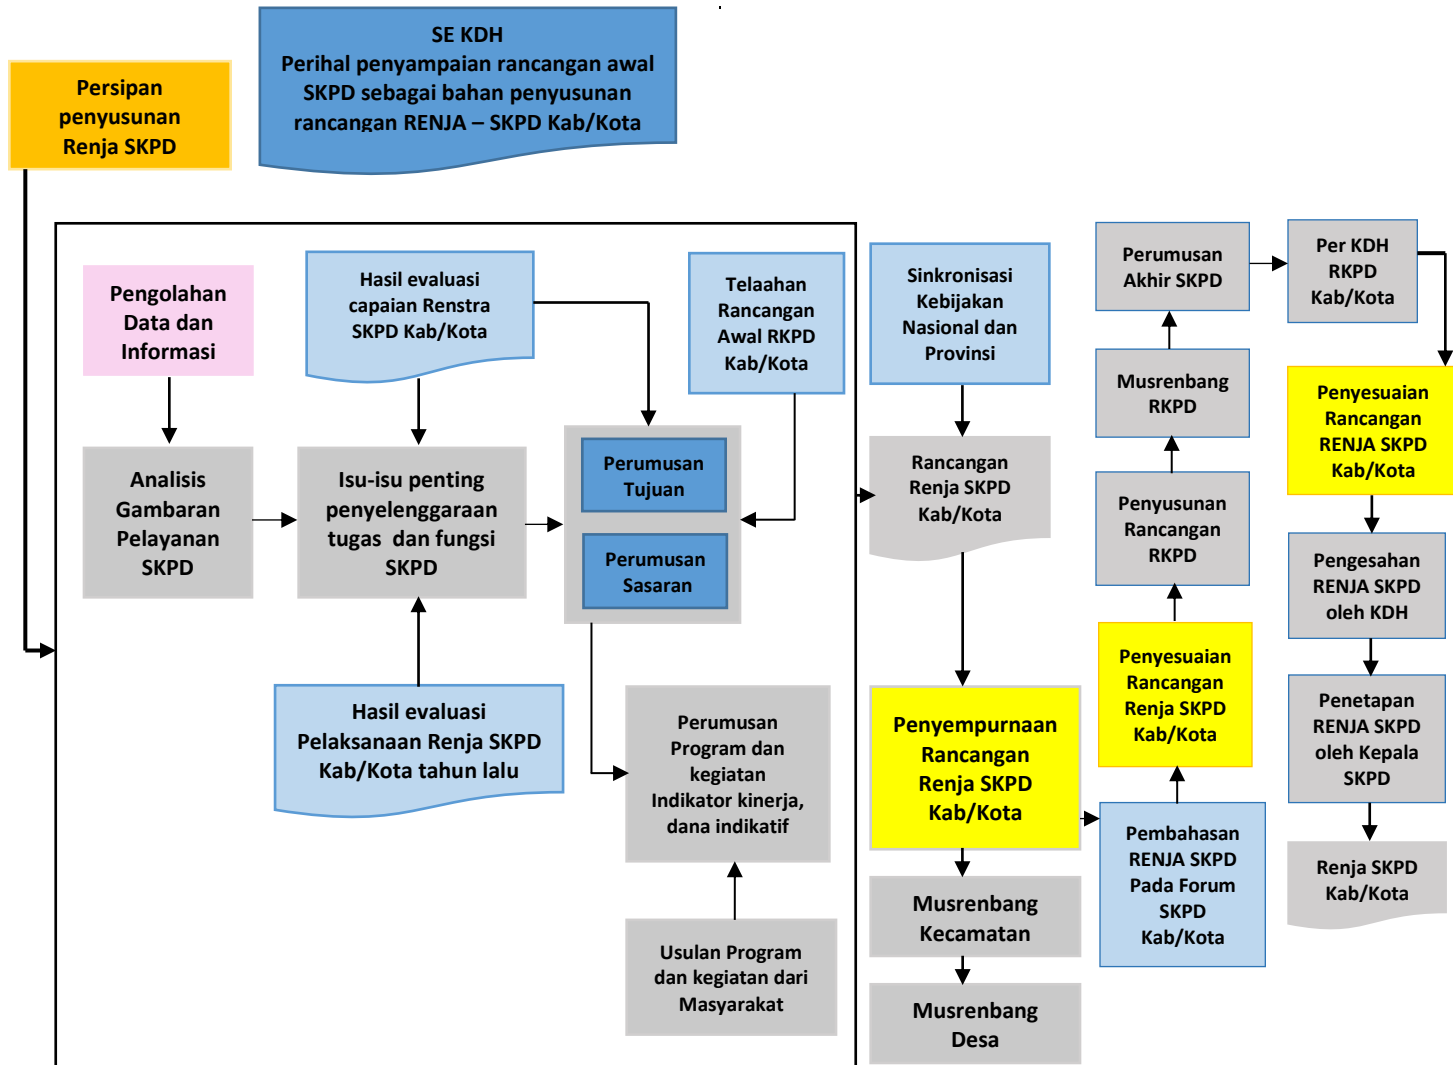 SE KDH
Perihal penyampaian rancangan awal
SKPD sebagai bahan penyusunan
rancangan RENJA – SKPD Kab/Kota
Persipan
penyusunan
Renja SKPD
Pengolahan
Data dan
Informasi
Hasil evaluasi
capaian Renstra
SKPD Kab/Kota
Telaahan
Rancangan
Awal RKPD
Kab/Kota
Analisis
Gambaran
Pelayanan
SKPD
Isu-isu penting
penyelenggaraan
tugas dan fungsi
SKPD
Perumusan
Tujuan
Perumusan
Sasaran
Hasil evaluasi
Pelaksanaan Renja SKPD
Kab/Kota tahun lalu
Perumusan
Program dan
kegiatan
Indikator kinerja,
dana indikatif
Usulan Program
dan kegiatan dari
Masyarakat
Sinkronisasi
Kebijakan
Nasional dan
Provinsi
Rancangan
Renja SKPD
Kab/Kota
Penyempurnaan
Rancangan
Renja SKPD
Kab/Kota
Musrenbang
Kecamatan
Musrenbang
Desa
Perumusan
Akhir SKPD
Musrenbang
RKPD
Penyusunan
Rancangan
RKPD
Penyesuaian
Rancangan
Renja SKPD
Kab/Kota
Pembahasan
RENJA SKPD
Pada Forum
SKPD
Kab/Kota
Per KDH
RKPD
Kab/Kota
Penyesuaian
Rancangan
RENJA SKPD
Kab/Kota
Pengesahan
RENJA SKPD
oleh KDH
Penetapan
RENJA SKPD
oleh Kepala
SKPD
Renja SKPD
Kab/Kota